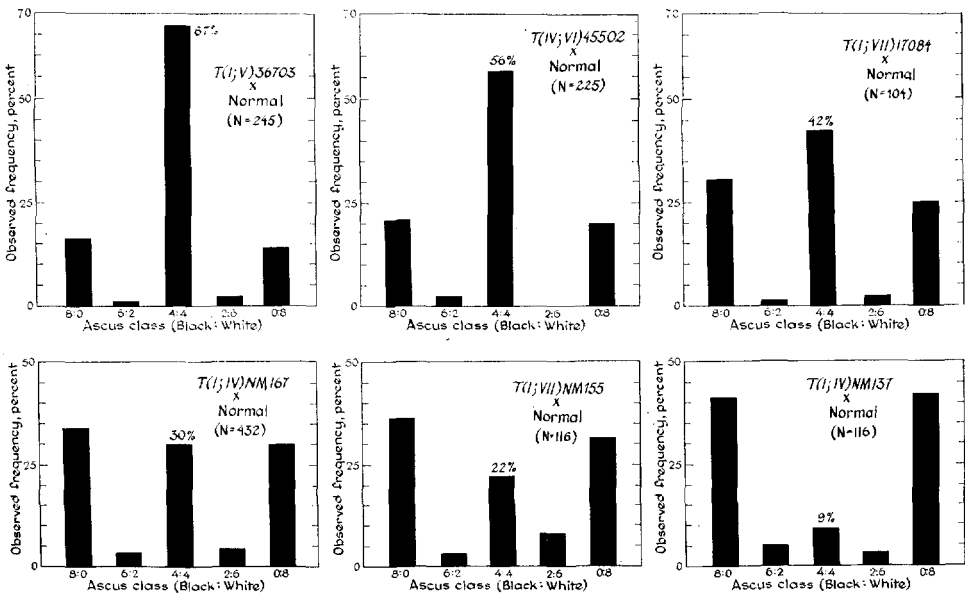 Observed frequency, percent
70
50
25
0
67%
T(I;V)36703
x
Normal
(N=245)
8:0 6:2 4:4 2:6 0:8
Ascus class (Black:White)
Observed frequency, percent
50
25
0
56%
T(IV;VI)45502
x
Normal
(N=225)
8:0 6:2 4:4 2:6 0:8
Ascus class (Black:White)
Observed frequency, percent
70
50
25
0
42%
T(I;VII)17084
x
Normal
(N=104)
8:0 6:2 4:4 2:6 0:8
Ascus class (Black:White)
Observed frequency, percent
50
25
0
30%
T(I;IV)NM167
x
Normal
(N=432)
8:0 6:2 4:4 2:6 0:8
Ascus class (Black:White)
Observed frequency, percent
50
25
0
22%
T(I;VII)NM155
x
Normal
(N=116)
8:0 6:2 4:4 2:6 0:8
Ascus class (Black:White)
Observed frequency, percent
50
25
0
9%
T(I;IV)NM137
x
Normal
(N=116)
8:0 6:2 4:4 2:6 0:8
Ascus class (Black:White)